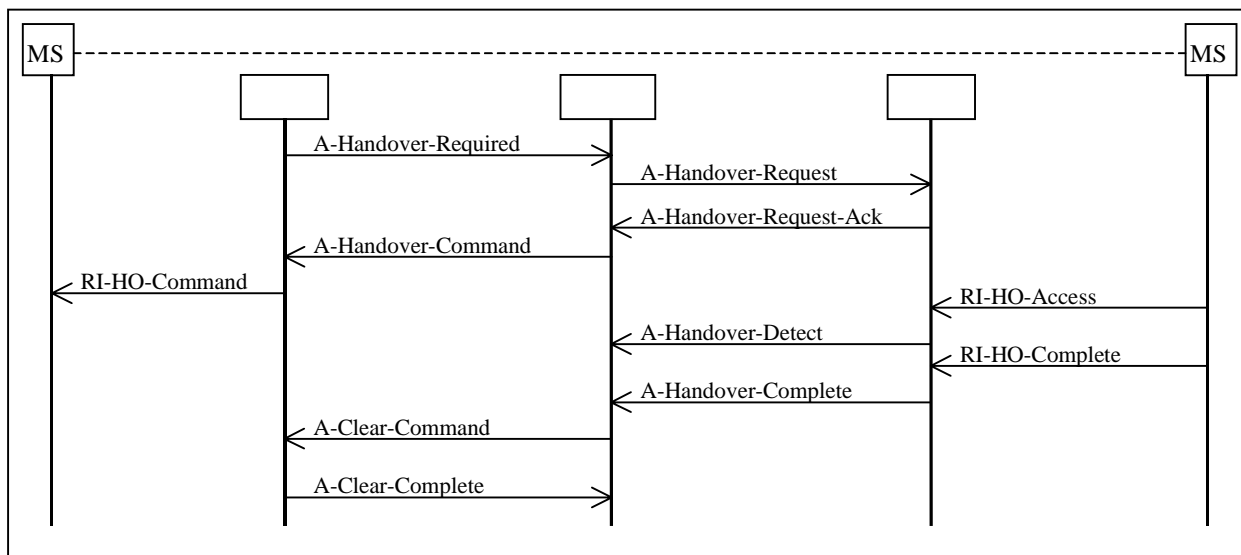 MS
MS
A-Handover-Required
A-Handover-Request
A-Handover-Request-Ack
A-Handover-Command
RI-HO-Command
RI-HO-Access
A-Handover-Detect
RI-HO-Complete
A-Handover-Complete
A-Clear-Command
A-Clear-Complete